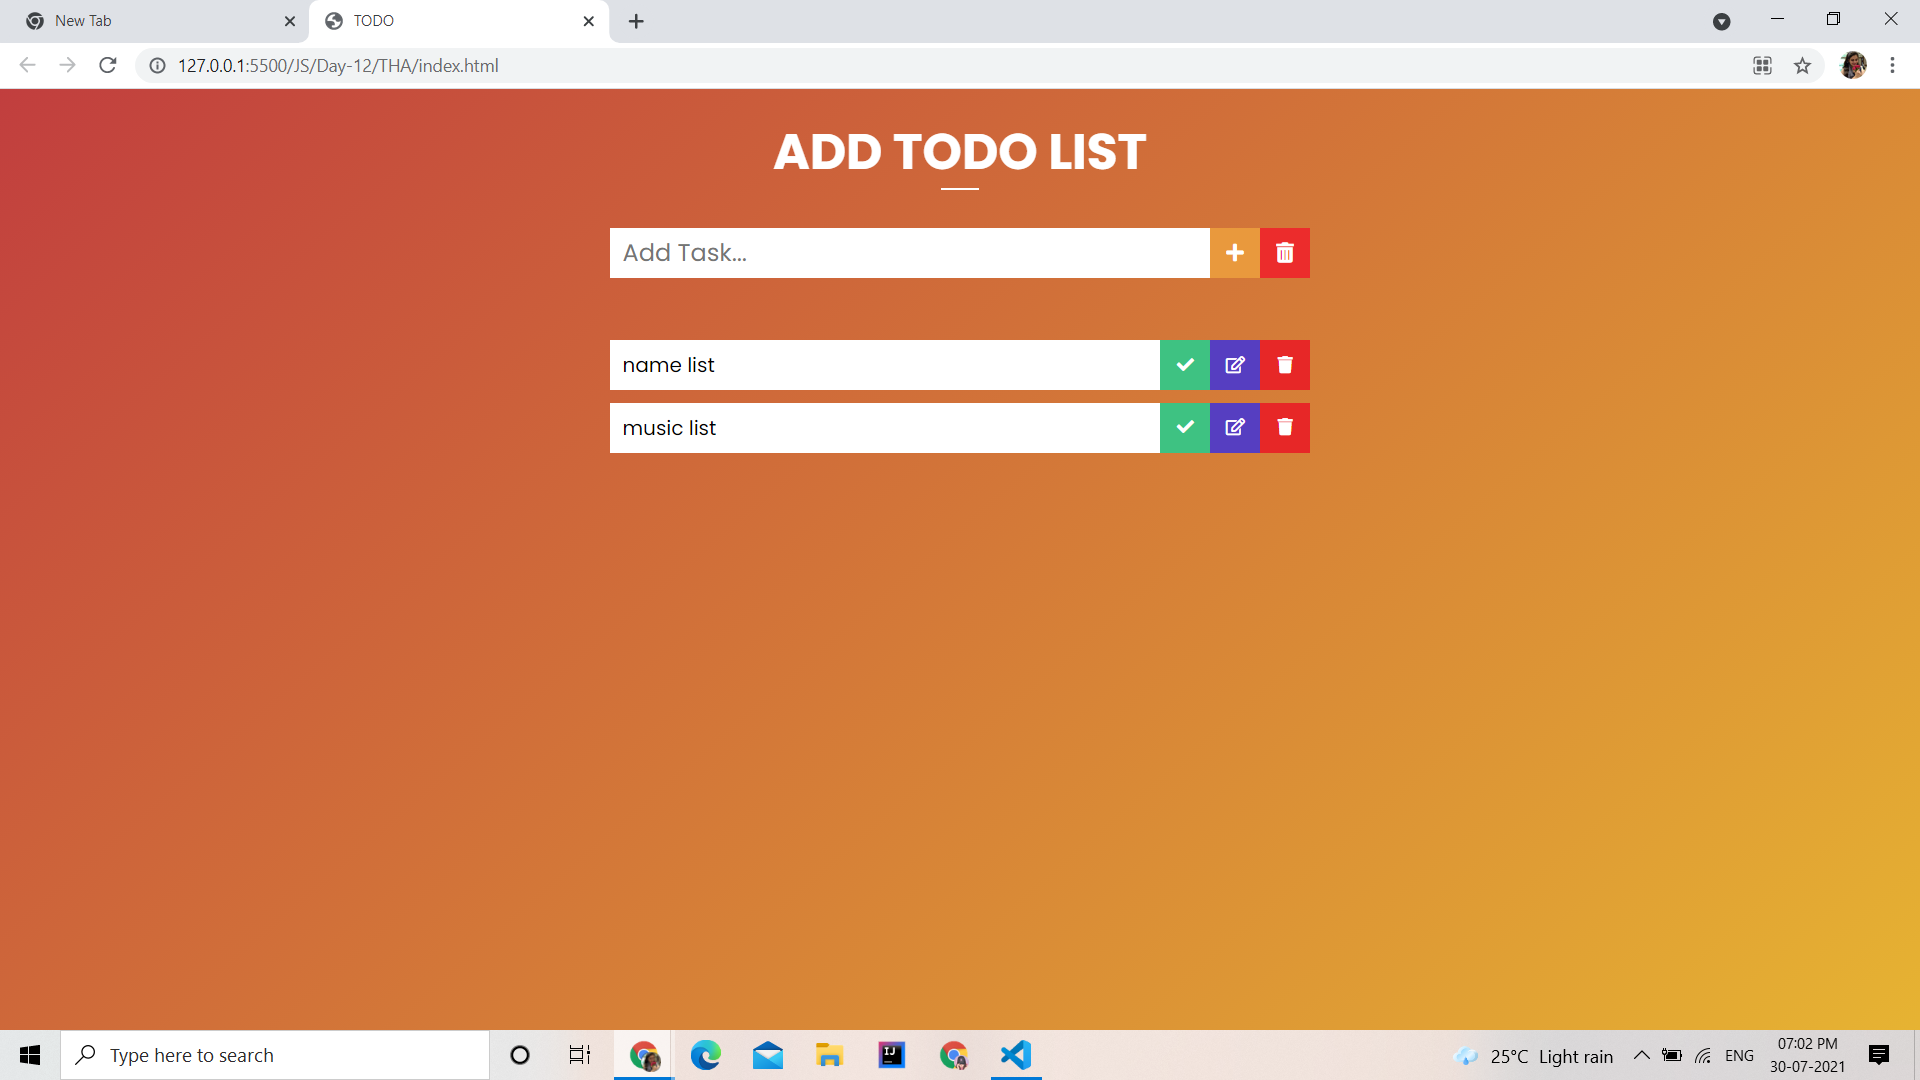 New Tab
TODO
127.0.0.1:5500/JS/Day-12/THA/index.html
ADD TODO LIST
Add Task...
name list
music list
Type here to search
IJ
25°C Light rain
ENG
07:02 PM
30-07-2021